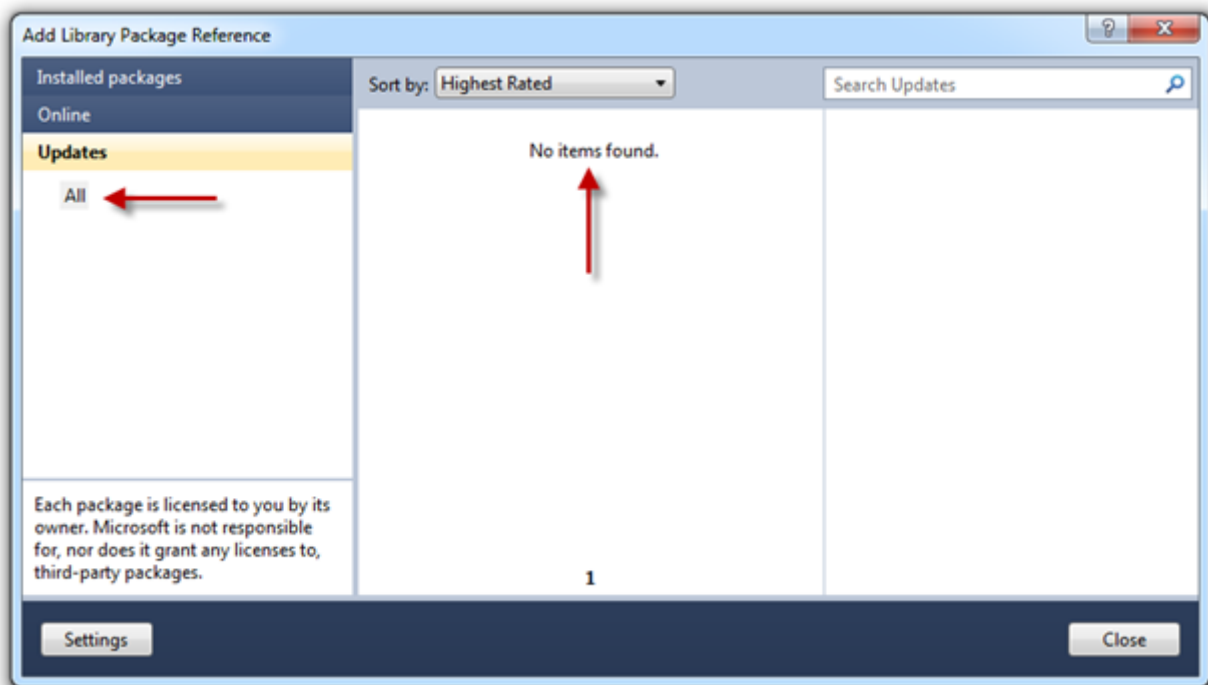 Add Library Package Reference
Installed packages
Online
Updates
All
Sort by: Highest Rated
Search Updates
No items found.
Each package is licensed to you by its
owner. Microsoft is not responsible
for, nor does it grant any licenses to,
third-party packages.
1
Settings
Close